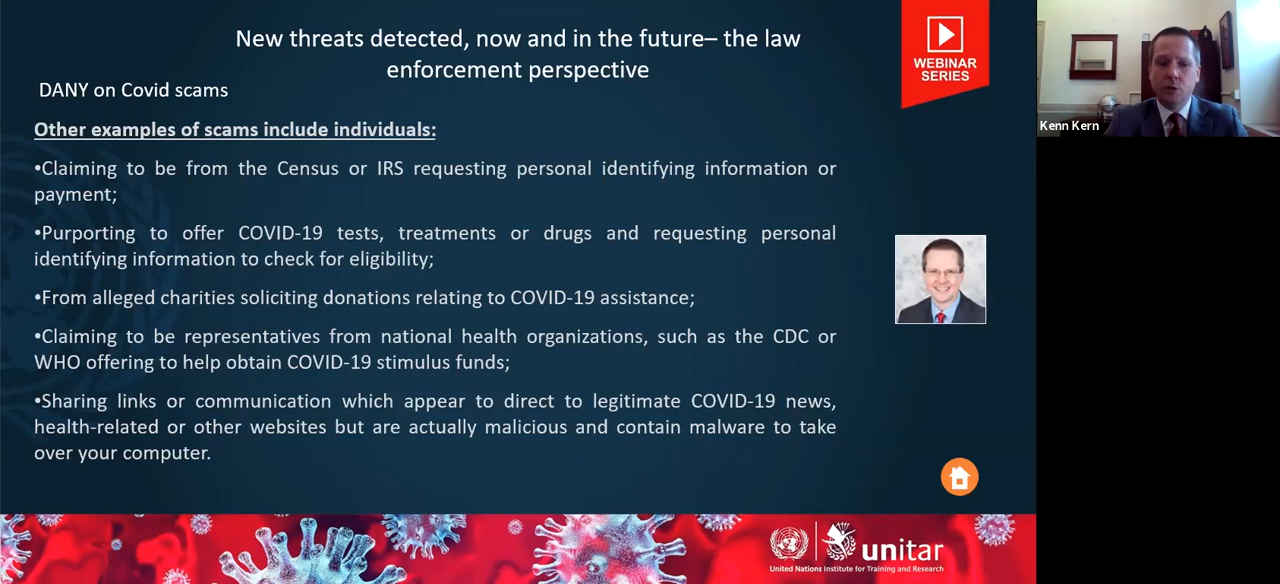 New threats detected, now and in the future– the law
enforcement perspective
WEBINAR
SERIES
DANY on Covid scams
Other examples of scams include individuals:
•Claiming to be from the Census or IRS requesting personal identifying information or
payment;
•Purporting to offer COVID-19 tests, treatments or drugs and requesting personal
identifying information to check for eligibility;
•From alleged charities soliciting donations relating to COVID-19 assistance;
•Claiming to be representatives from national health organizations, such as the CDC or
WHO offering to help obtain COVID-19 stimulus funds;
•Sharing links or communication which appear to direct to legitimate COVID-19 news,
health-related or other websites but are actually malicious and contain malware to take
over your computer.
unitar
United Nations Institute for Training and Research
Kenn Kern